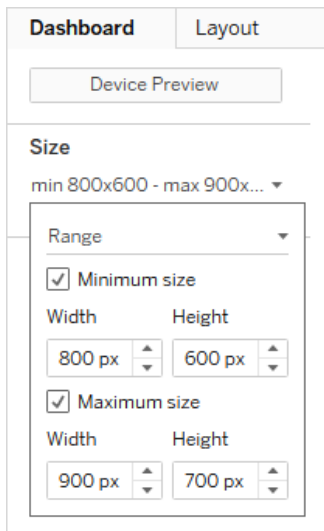 Dashboard Layout
Device Preview
Size
min 800x600 - max 900x...
Range
Minimum size
Width Height
800 px 600 px
Maximum size
Width Height
900 px 700 px